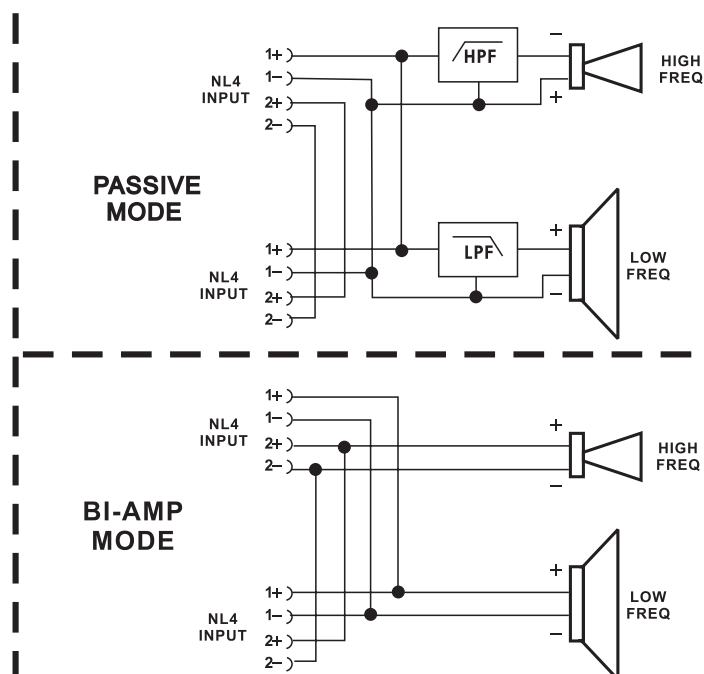 1+
1−
2+
2−
NL4
INPUT
HPF
−
+
HIGH
FREQ
PASSIVE
MODE
1+
1−
2+
2−
NL4
INPUT
LPF
+
−
LOW
FREQ
1+
1−
2+
2−
NL4
INPUT
+
−
HIGH
FREQ
BI-AMP
MODE
1+
1−
2+
2−
NL4
INPUT
+
−
LOW
FREQ